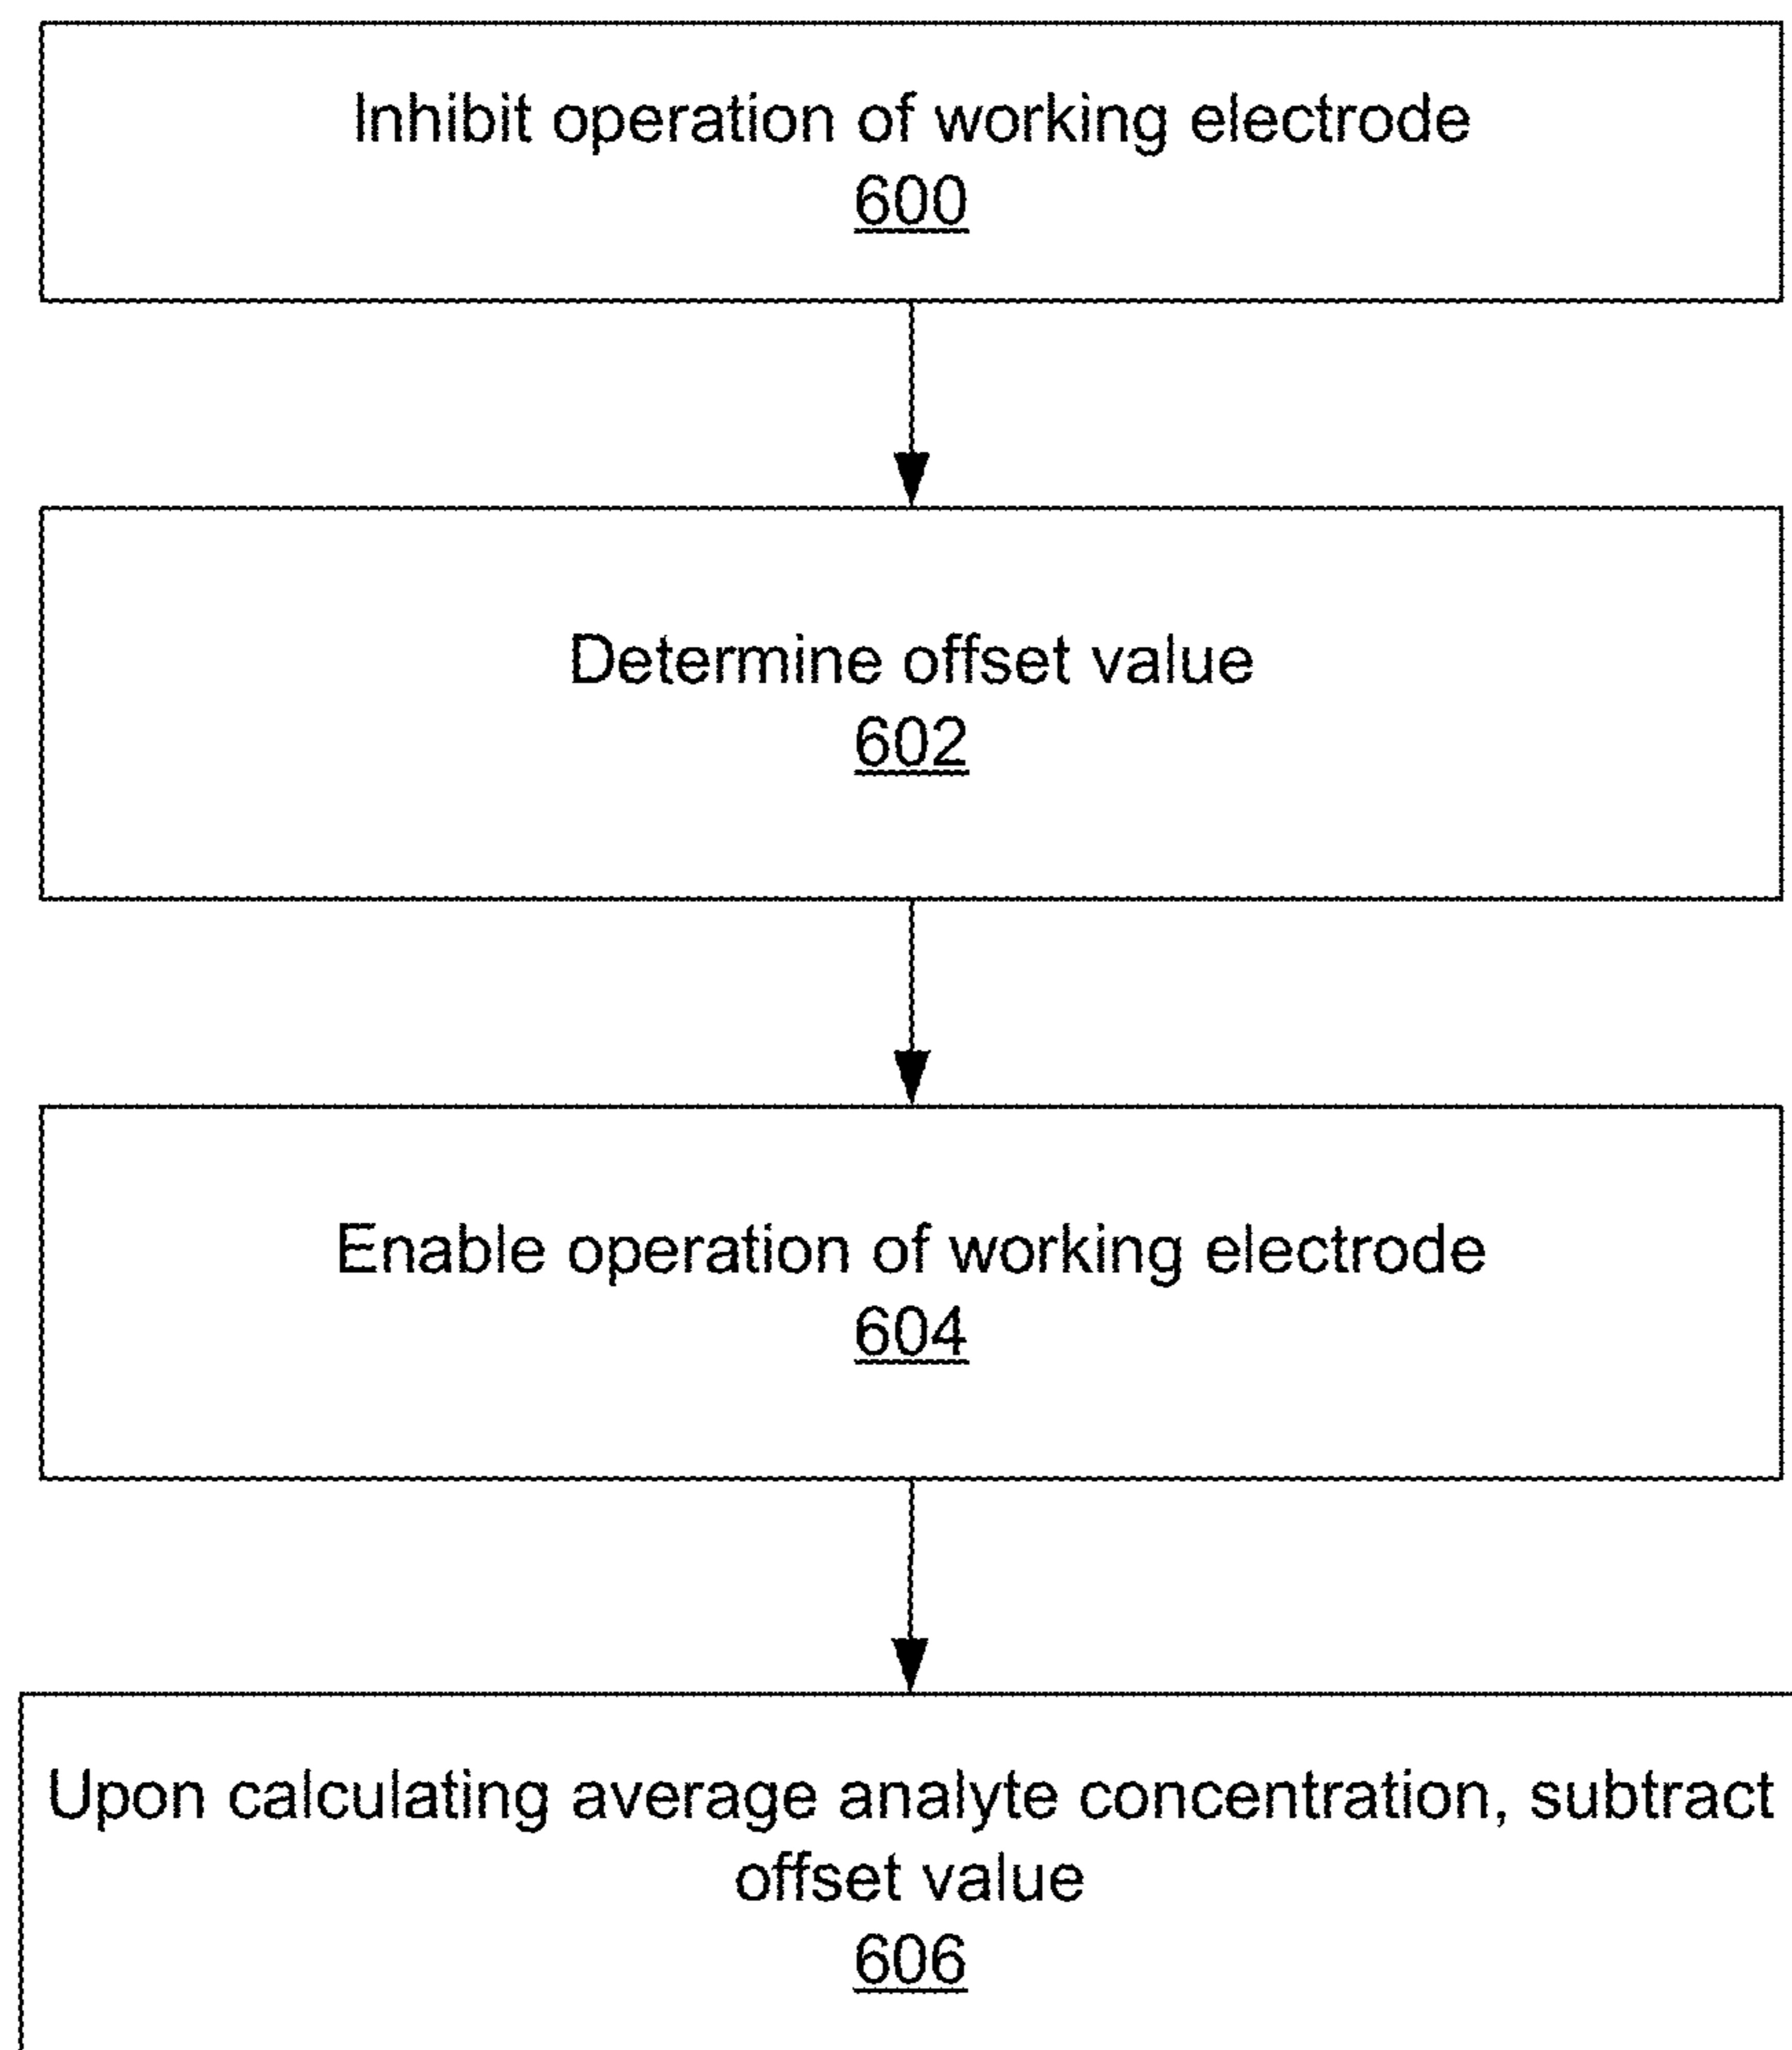 Inhibit operation of working electrode
600
Determine offset value
602
Enable operation of working electrode
604
Upon calculating average analyte concentration, subtract
offset value
606